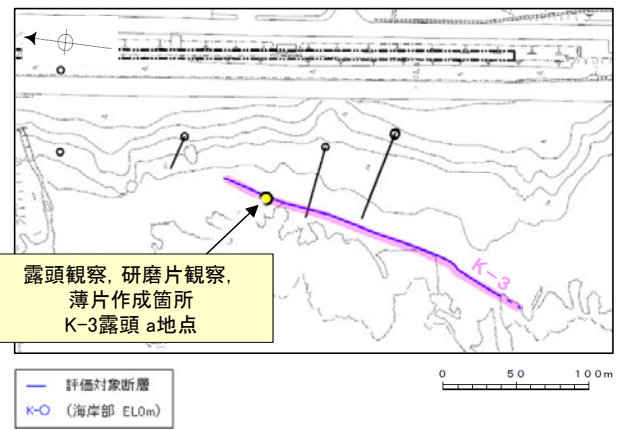 K-3
露頭観察,研磨片観察,
薄片作成箇所
K-3露頭 a地点
0 50 100m
評価対象断層
K-○ (海岸部 EL0m)